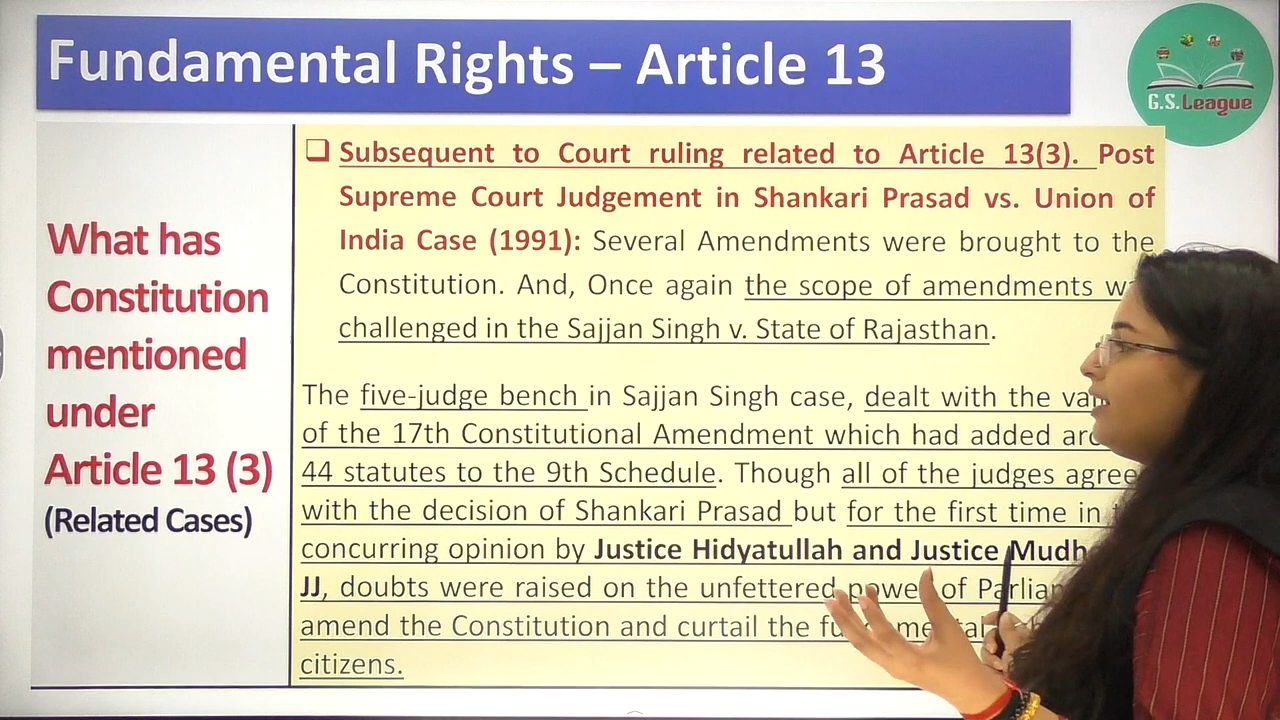 Fundamental Rights – Article 13
G.S.League
What has
Constitution
mentioned
under
Article 13 (3)
(Related Cases)
Subsequent to Court ruling related to Article 13(3). Post
Supreme Court Judgement in Shankari Prasad vs. Union of
India Case (1991): Several Amendments were brought to the
Constitution. And, Once again the scope of amendments
challenged in the Sajjan Singh v. State of Rajasthan.
The five-judge bench in Sajjan Singh case, dealt with the
of the 17th Constitutional Amendment which had added
44 statutes to the 9th Schedule. Though all of the judges
with the decision of Shankari Prasad but for the first time in
concurring opinion by Justice Hidyatullah and Justice
JJ, doubts were raised on the unfettered power of
amend the Constitution and curtail the
citizens.